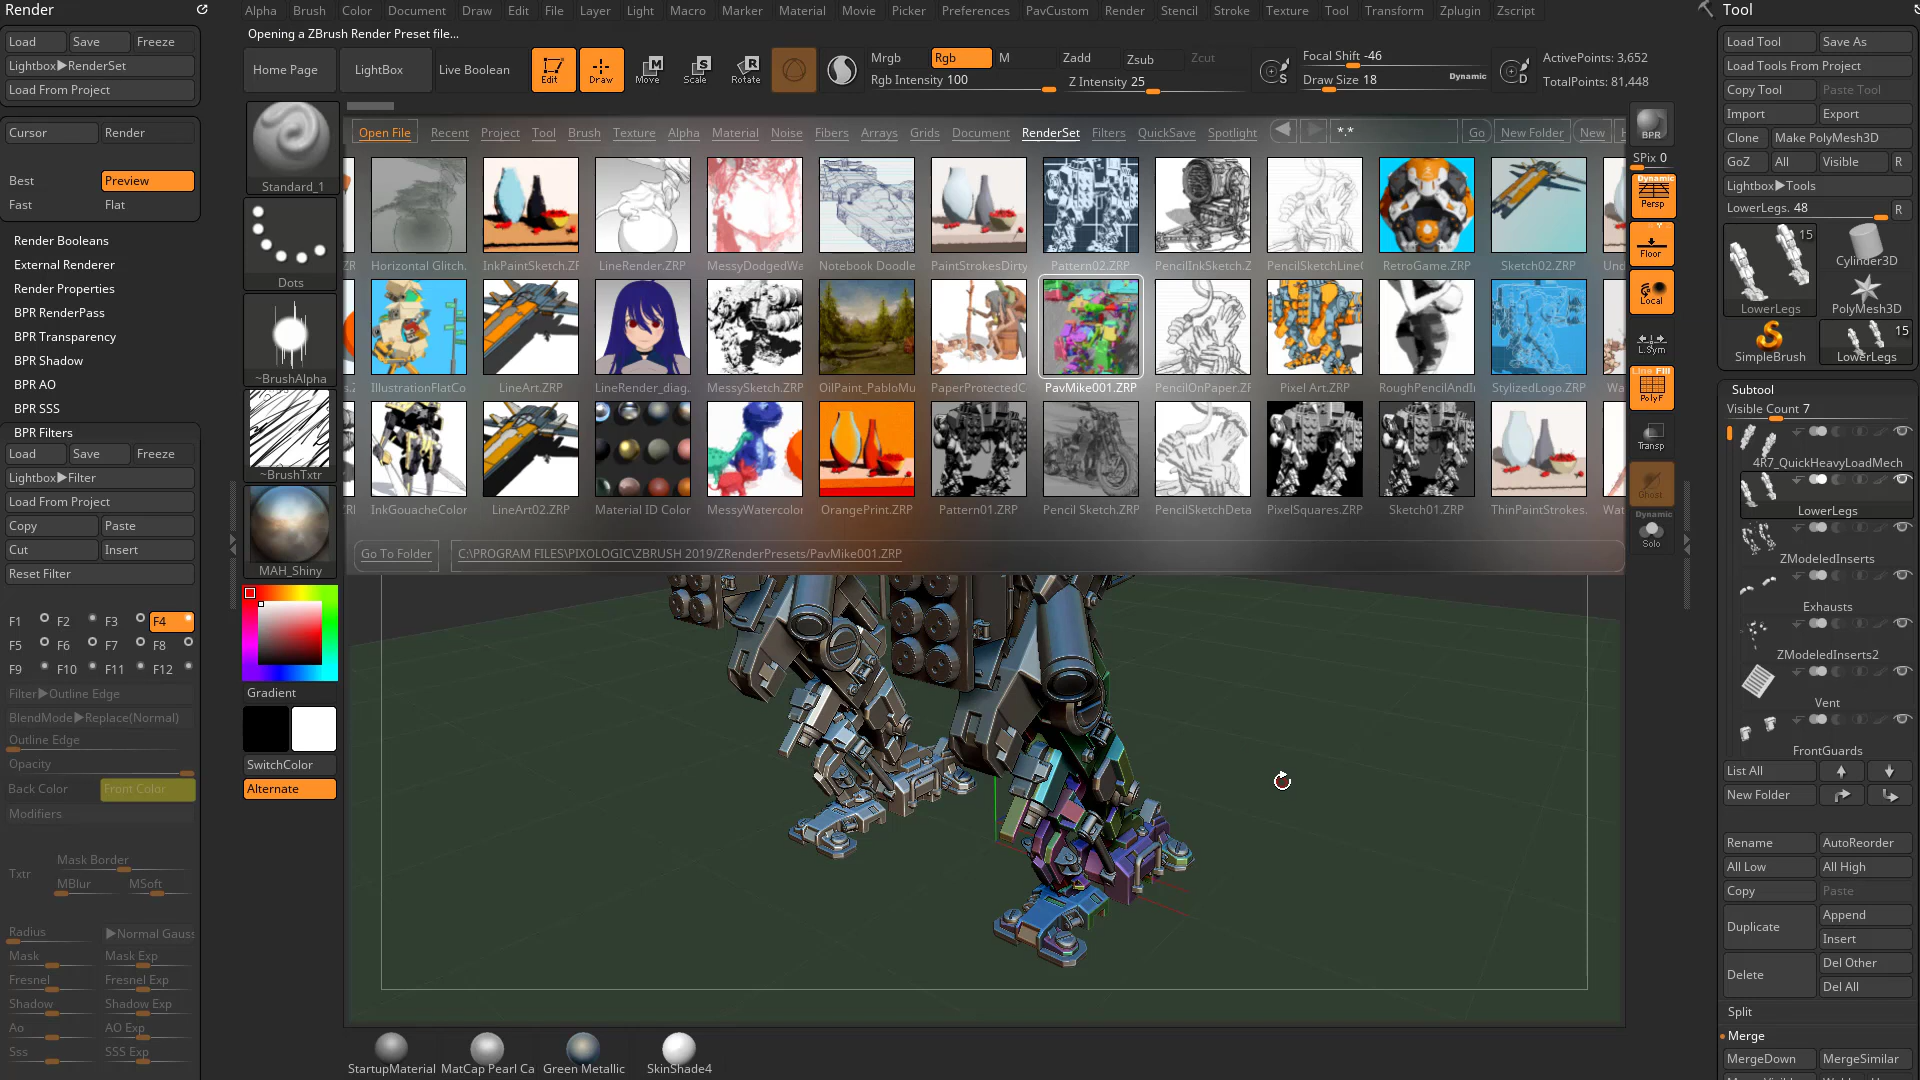 Render
Alpha Brush Color Document Draw Edit File Layer Light Macro Marker Material Movie Picker Preferences PavCustom Render Stencil Stroke Texture Tool Transform Zplugin Zscript
Tool
Opening a ZBrush Render Preset file...
Load Save Freeze
Lightbox▶RenderSet
Load From Project
Cursor Render
Best Preview
Fast Flat
Render Booleans
External Renderer
Render Properties
BPR RenderPass
BPR Transparency
BPR Shadow
BPR AO
BPR SSS
BPR Filters
Load Save Freeze
Lightbox▶Filter
Load From Project
Copy Paste
Cut Insert
Reset Filter
F1 F2 F3 F4
F5 F6 F7 F8
F9 F10 F11 F12
Filter▶Outline Edge
BlendMode▶Replace(Normal)
Outline Edge
Opacity
Back Color Front Color
Modifiers
Mask Border
Txtr
MBlur MSoft
Radius ▶Normal Gauss
Mask Mask Exp
Fresnel Fresnel Exp
Shadow Shadow Exp
Ao AO Exp
Sss SSS Exp
Home Page LightBox Live Boolean Edit Draw Move Scale Rotate
Mrgb Rgb M
Rgb Intensity 100
Zadd Zsub Zcut
Z Intensity 25
Focal Shift -46
Draw Size 18 Dynamic
ActivePoints: 3,652
TotalPoints: 81,448
Standard_1
Dots
~BrushAlpha
~BrushTxtr
MAH_Shiny
Gradient
SwitchColor
Alternate
Open File Recent Project Tool Brush Texture Alpha Material Noise Fibers Arrays Grids Document RenderSet Filters QuickSave Spotlight *.* Go New Folder New H
Horizontal Glitch. InkPaintSketch.ZF LineRender.ZRP MessyDodgedWa Notebook Doodle PaintStrokesDirty Pattern02.ZRP PencilInkSketch.Z PencilSketchLine RetroGame.ZRP Sketch02.ZRP
IllustrationFlatCo LineArt.ZRP LineRender_diag. MessySketch.ZRP OilPaint_PabloMu PaperProtectedC PavMike001.ZRP PencilOnPaper.ZF Pixel Art.ZRP RoughPencilAndI StylizedLogo.ZRP
InkGouacheColor LineArt02.ZRP Material ID Color MessyWatercolor OrangePrint.ZRP Pattern01.ZRP Pencil Sketch.ZRP PencilSketchDeta PixelSquares.ZRP Sketch01.ZRP ThinPaintStrokes.
Go To Folder C:\PROGRAM FILES\PIXOLOGIC\ZBRUSH 2019/ZRenderPresets/PavMike001.ZRP
StartupMaterial MatCap Pearl Ca Green Metallic SkinShade4
BPR
SPix 0
Dynamic
Persp
Floor
Local
L.Sym
Line Fill
PolyF
Transp
Ghost
Dynamic
Solo
Load Tool Save As
Load Tools From Project
Copy Tool Paste Tool
Import Export
Clone Make PolyMesh3D
GoZ All Visible R
Lightbox▶Tools
LowerLegs. 48 R
15
Cylinder3D
LowerLegs PolyMesh3D
15
SimpleBrush LowerLegs
Subtool
Visible Count 7
4R7_QuickHeavyLoadMech
LowerLegs
ZModeledInserts
Exhausts
ZModeledInserts2
Vent
FrontGuards
List All
New Folder
Rename AutoReorder
All Low All High
Copy Paste
Duplicate Append
Insert
Delete Del Other
Del All
Split
Merge
MergeDown MergeSimilar